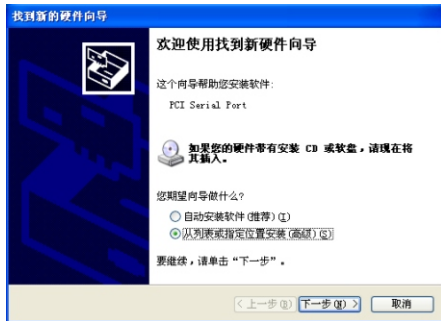 找到新的硬件向导
欢迎使用找到新硬件向导
这个向导帮助您安装软件:
PCI Serial Port
如果您的硬件带有安装 CD 或软盘，请现在将
其插入。
您期望向导做什么?
自动安装软件(推荐)(I)
从列表或指定位置安装(高级)(S)
要继续，请单击“下一步”。
< 上一步(B) 下一步(N) > 取消